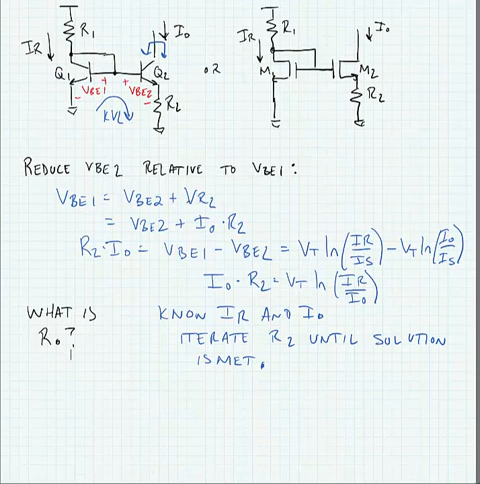 R1
IR
Io
Q1
+
+
Q2
- VBE1
VBE2 -
KVL
R2
OR
R1
IR
Io
M1
M2
R2
REDUCE VBE2 RELATIVE TO VBE1:
VBE1 = VBE2 + VR2
= VBE2 + Io · R2
R2 · Io = VBE1 - VBE2 = VT ln(IR/IS) - VT ln(Io/IS)
Io · R2 = VT ln(IR/Io)
WHAT IS KNOW IR AND Io
Ro? ITERATE R2 UNTIL SOLUTION
IS MET.